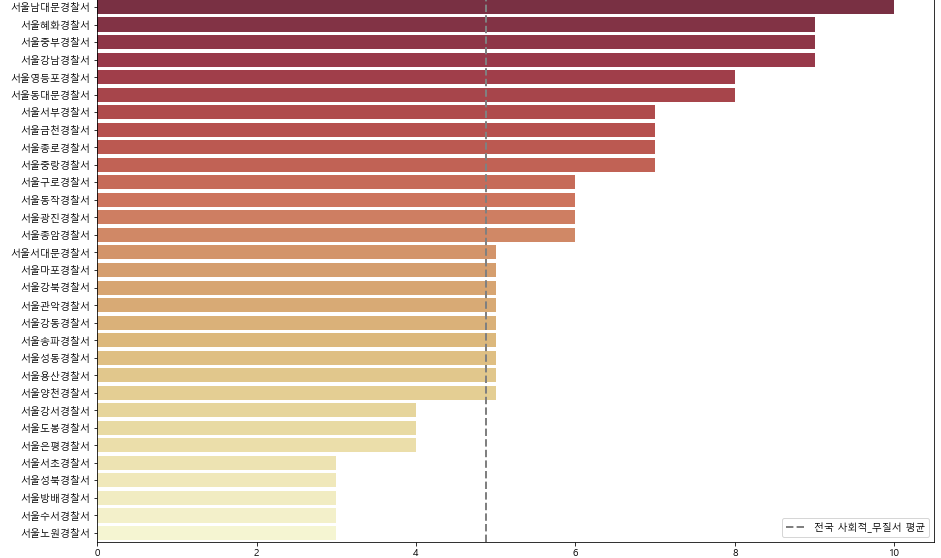 서울남대문경찰서
서울혜화경찰서
서울중부경찰서
서울강남경찰서
서울영등포경찰서
서울동대문경찰서
서울서부경찰서
서울금천경찰서
서울종로경찰서
서울중랑경찰서
서울구로경찰서
서울동작경찰서
서울광진경찰서
서울종암경찰서
서울서대문경찰서
서울마포경찰서
서울강북경찰서
서울관악경찰서
서울강동경찰서
서울송파경찰서
서울성동경찰서
서울용산경찰서
서울양천경찰서
서울강서경찰서
서울도봉경찰서
서울은평경찰서
서울서초경찰서
서울성북경찰서
서울방배경찰서
서울수서경찰서
서울노원경찰서
전국 사회적_무질서 평균
0 2 4 6 8 10